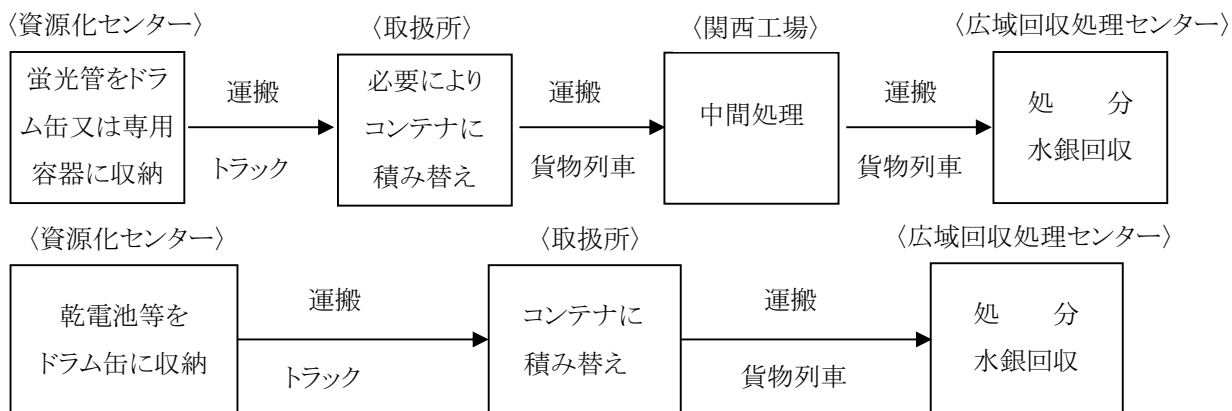 〈資源化センター〉
〈取扱所〉
〈関西工場〉
〈広域回収処理センター〉
蛍光管をドラ
ム缶又は専用
容器に収納
運搬
トラック
必要により
コンテナに
積み替え
運搬
貨物列車
中間処理
運搬
貨物列車
処　　分
水銀回収
〈資源化センター〉
〈取扱所〉
〈広域回収処理センター〉
乾電池等を
ドラム缶に収納
運搬
トラック
コンテナに
積み替え
運搬
貨物列車
処　　分
水銀回収